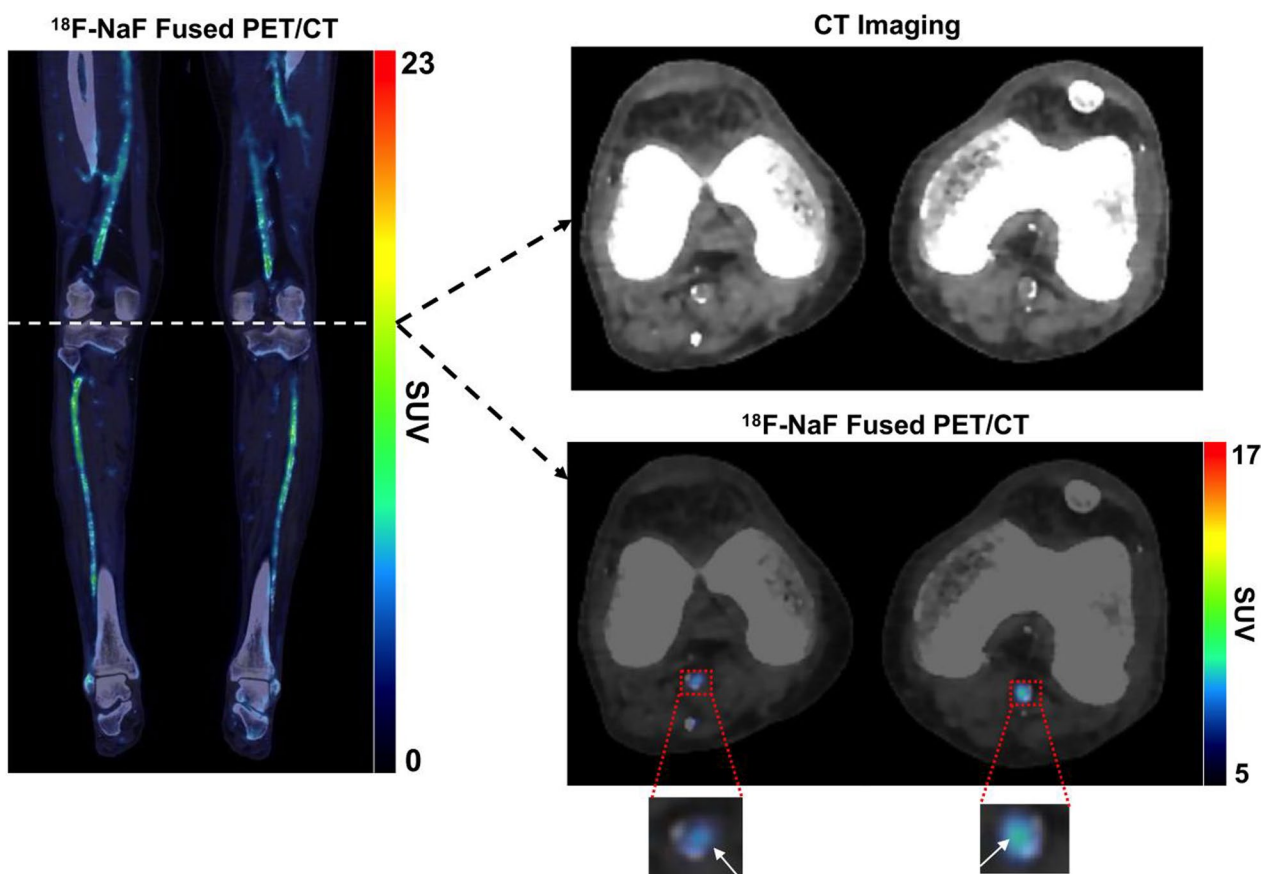 ¹⁸F-NaF Fused PET/CT
23
SUV
0
CT Imaging
¹⁸F-NaF Fused PET/CT
17
SUV
5